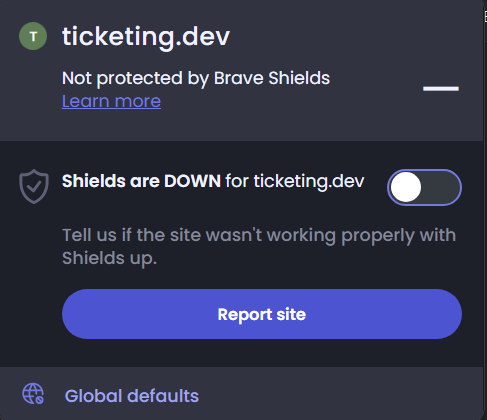 T
ticketing.dev
Not protected by Brave Shields
Learn more
Shields are DOWN for ticketing.dev
Tell us if the site wasn't working properly with
Shields up.
Report site
Global defaults